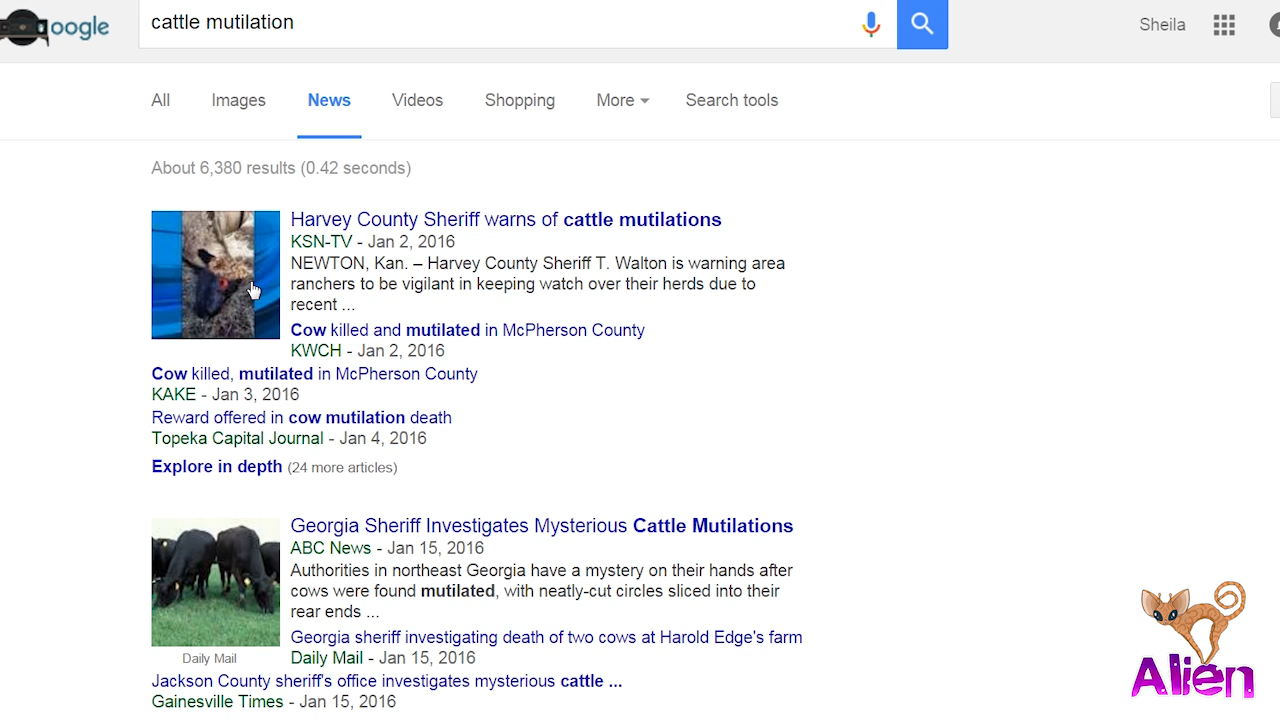 oogle
cattle mutilation
Sheila
All Images News Videos Shopping More Search tools
About 6,380 results (0.42 seconds)
Harvey County Sheriff warns of cattle mutilations
KSN-TV - Jan 2, 2016
NEWTON, Kan. – Harvey County Sheriff T. Walton is warning area
ranchers to be vigilant in keeping watch over their herds due to
recent ...
Cow killed and mutilated in McPherson County
KWCH - Jan 2, 2016
Cow killed, mutilated in McPherson County
KAKE - Jan 3, 2016
Reward offered in cow mutilation death
Topeka Capital Journal - Jan 4, 2016
Explore in depth (24 more articles)
Georgia Sheriff Investigates Mysterious Cattle Mutilations
ABC News - Jan 15, 2016
Authorities in northeast Georgia have a mystery on their hands after
cows were found mutilated, with neatly-cut circles sliced into their
rear ends ...
Georgia sheriff investigating death of two cows at Harold Edge's farm
Daily Mail
Daily Mail - Jan 15, 2016
Jackson County sheriff's office investigates mysterious cattle ...
Gainesville Times - Jan 15, 2016
Alien